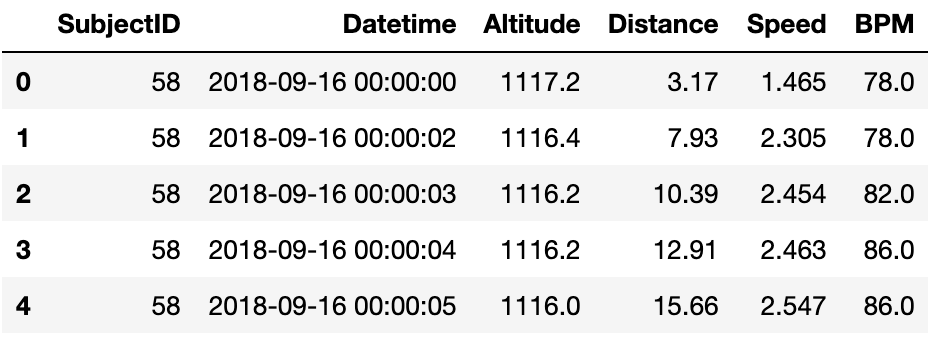 SubjectID Datetime Altitude Distance Speed BPM
0 58 2018-09-16 00:00:00 1117.2 3.17 1.465 78.0
1 58 2018-09-16 00:00:02 1116.4 7.93 2.305 78.0
2 58 2018-09-16 00:00:03 1116.2 10.39 2.454 82.0
3 58 2018-09-16 00:00:04 1116.2 12.91 2.463 86.0
4 58 2018-09-16 00:00:05 1116.0 15.66 2.547 86.0